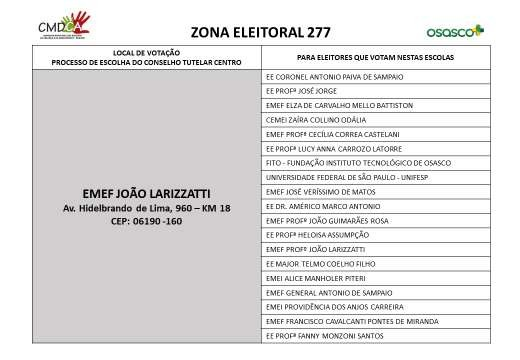 CMDCA
ZONA ELEITORAL 277
osasco
LOCAL DE VOTAÇÃO
PROCESSO DE ESCOLHA DO CONSELHO TUTELAR CENTRO
PARA ELEITORES QUE VOTAM NESTAS ESCOLAS
EMEF JOÃO LARIZZATTI
Av. Hidelbrando de Lima, 960 – KM 18
CEP: 06190 -160
EE CORONEL ANTONIO PAIVA DE SAMPAIO
EE PROFº JOSÉ JORGE
EMEF ELZA DE CARVALHO MELLO BATTISTON
CEMEI ZAÍRA COLLINO ODÁLIA
EMEF PROFª CECÍLIA CORREA CASTELANI
EE PROFª LUCY ANNA CARROZO LATORRE
FITO - FUNDAÇÃO INSTITUTO TECNOLÓGICO DE OSASCO
UNIVERSIDADE FEDERAL DE SÃO PAULO - UNIFESP
EMEF JOSÉ VERÍSSIMO DE MATOS
EE DR. AMÉRICO MARCO ANTONIO
EMEF PROFº JOÃO GUIMARÃES ROSA
EE PROFª HELOISA ASSUMPÇÃO
EMEF PROFº JOÃO LARIZZATTI
EE MAJOR TELMO COELHO FILHO
EMEI ALICE MANHOLER PITERI
EMEF GENERAL ANTONIO DE SAMPAIO
EMEI PROVIDÊNCIA DOS ANJOS CARREIRA
EMEF FRANCISCO CAVALCANTI PONTES DE MIRANDA
EE PROFª FANNY MONZONI SANTOS